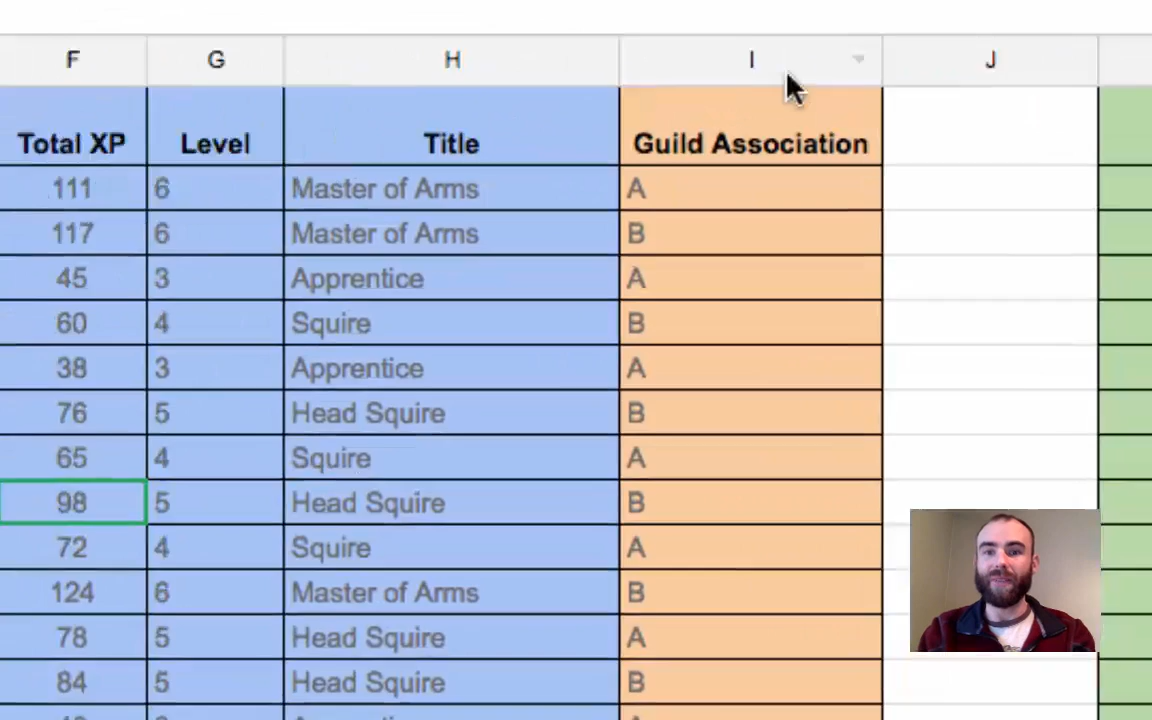 F G H I J
Total XP Level Title Guild Association
111 6 Master of Arms A
117 6 Master of Arms B
45 3 Apprentice A
60 4 Squire B
38 3 Apprentice A
76 5 Head Squire B
65 4 Squire A
98 5 Head Squire B
72 4 Squire A
124 6 Master of Arms B
78 5 Head Squire A
84 5 Head Squire B